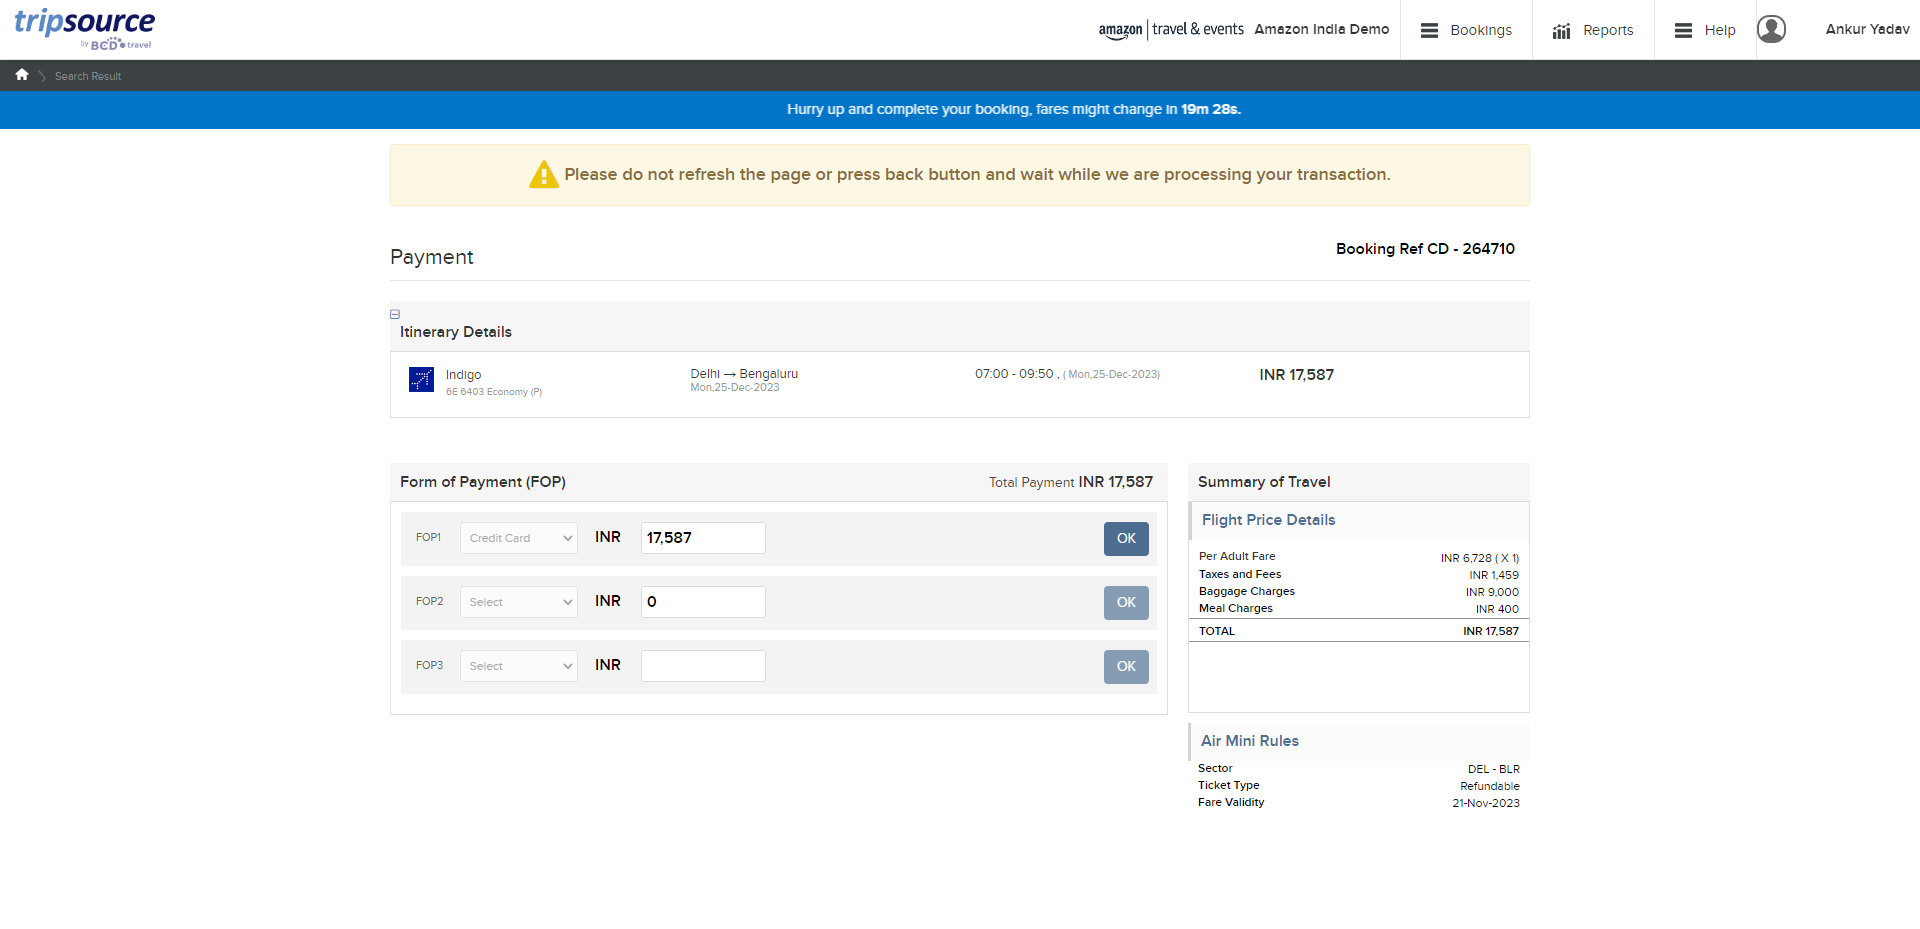 tripsource
by BCD travel
amazon travel & events Amazon India Demo Bookings Reports Help Ankur Yadav
Search Result
Hurry up and complete your booking, fares might change in 19m 28s.
Please do not refresh the page or press back button and wait while we are processing your transaction.
Payment
Booking Ref CD - 264710
Itinerary Details
Indigo
6E 6403 Economy (P)
Delhi → Bengaluru
Mon,25-Dec-2023
07:00 - 09:50 , ( Mon,25-Dec-2023)
INR 17,587
Form of Payment (FOP) Total Payment INR 17,587
FOP1 Credit Card INR 17,587 OK
FOP2 Select INR 0 OK
FOP3 Select INR OK
Summary of Travel
Flight Price Details
Per Adult Fare INR 6,728 ( X 1)
Taxes and Fees INR 1,459
Baggage Charges INR 9,000
Meal Charges INR 400
TOTAL INR 17,587
Air Mini Rules
Sector DEL - BLR
Ticket Type Refundable
Fare Validity 21-Nov-2023